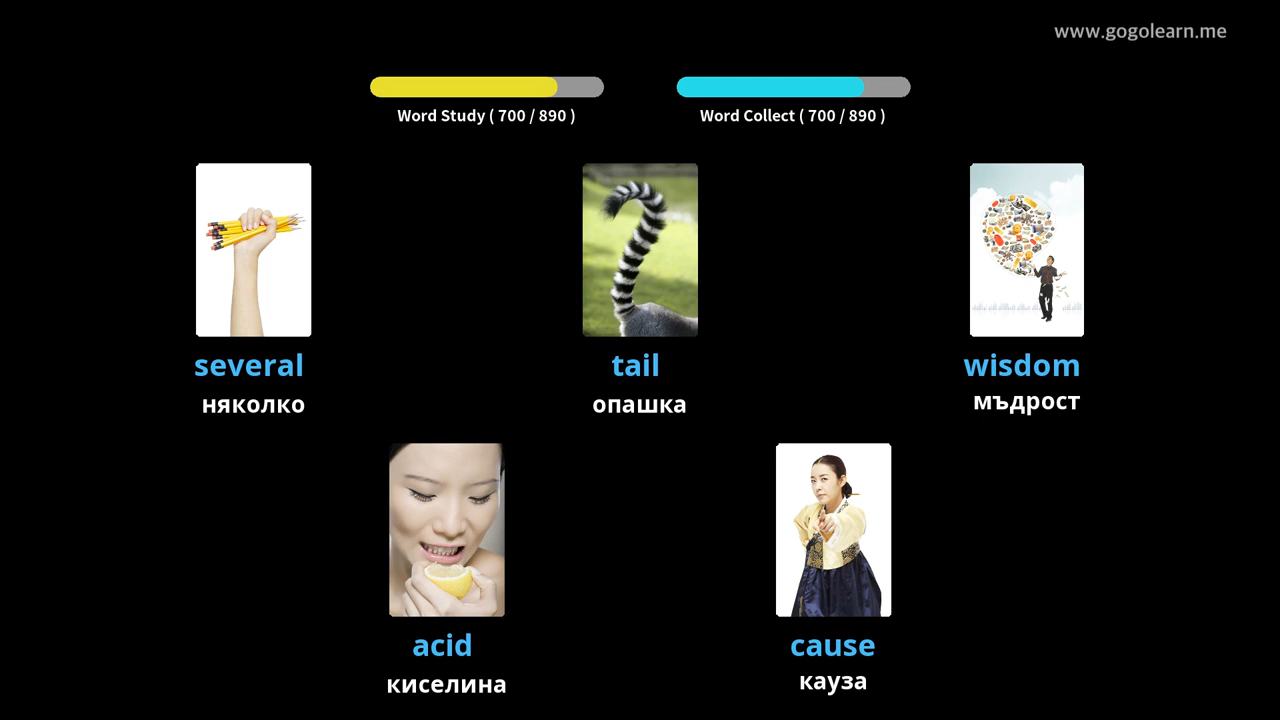 www.gogolearn.me
Word Study ( 700 / 890 )
Word Collect ( 700 / 890 )
several
няколко
tail
опашка
wisdom
мъдрост
acid
киселина
cause
кауза